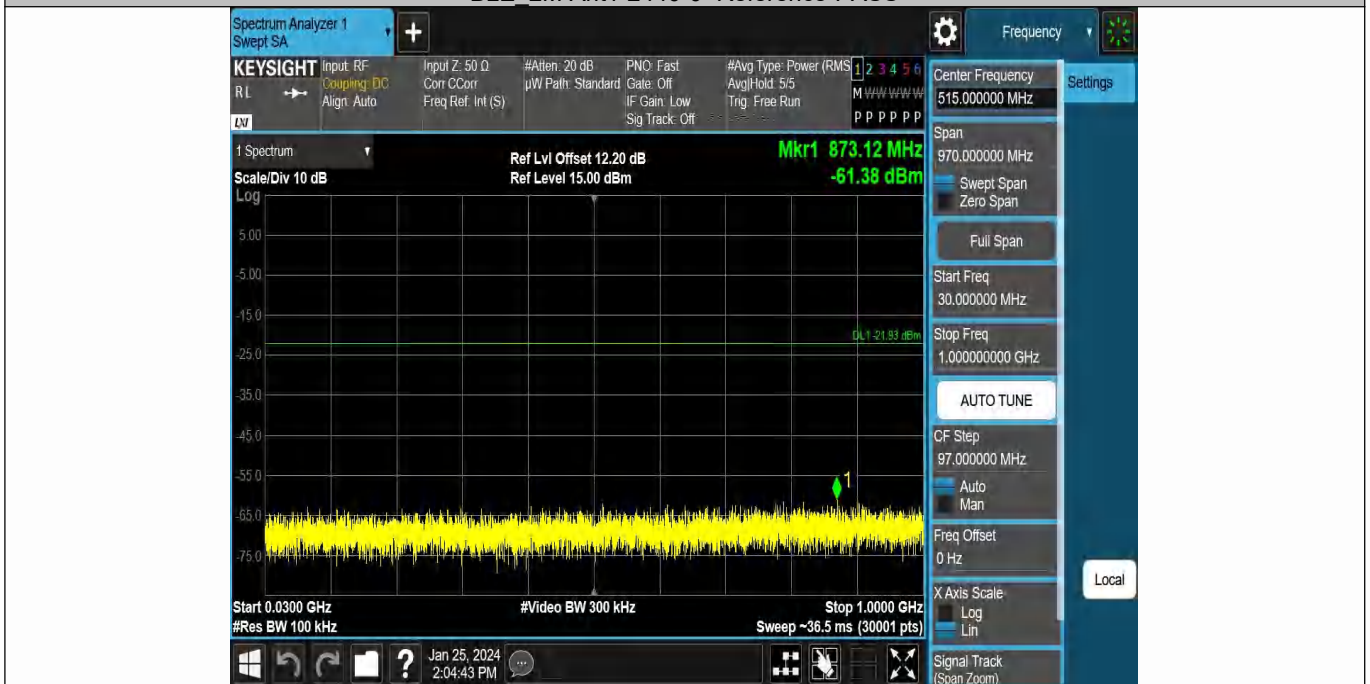 Spectrum Analyzer 1
Swept SA
+
Frequency
KEYSIGHT
RL
LXI
Input: RF
Coupling: DC
Align: Auto
Input Z: 50 Ω
Corr CCorr
Freq Ref: Int (S)
#Atten: 20 dB
µW Path: Standard
PNO: Fast
Gate: Off
IF Gain: Low
Sig Track: Off
#Avg Type: Power (RMS
Avg|Hold: 5/5
Trig: Free Run
1 2 3 4 5 6
M W W W W W
P P P P P P
1 Spectrum
Scale/Div 10 dB
Log
Ref Lvl Offset 12.20 dB
Ref Level 15.00 dBm
Mkr1 873.12 MHz
-61.38 dBm
5.00
-5.00
-15.0
DL1 -21.93 dBm
-25.0
-35.0
-45.0
-55.0
1
-65.0
-75.0
Start 0.0300 GHz
#Res BW 100 kHz
#Video BW 300 kHz
Stop 1.0000 GHz
Sweep ~36.5 ms (30001 pts)
Center Frequency
515.000000 MHz
Settings
Span
970.000000 MHz
Swept Span
Zero Span
Full Span
Start Freq
30.000000 MHz
Stop Freq
1.000000000 GHz
AUTO TUNE
CF Step
97.000000 MHz
Auto
Man
Freq Offset
0 Hz
X Axis Scale
Log
Lin
Local
Signal Track
(Span Zoom)
?
Jan 25, 2024
2:04:43 PM